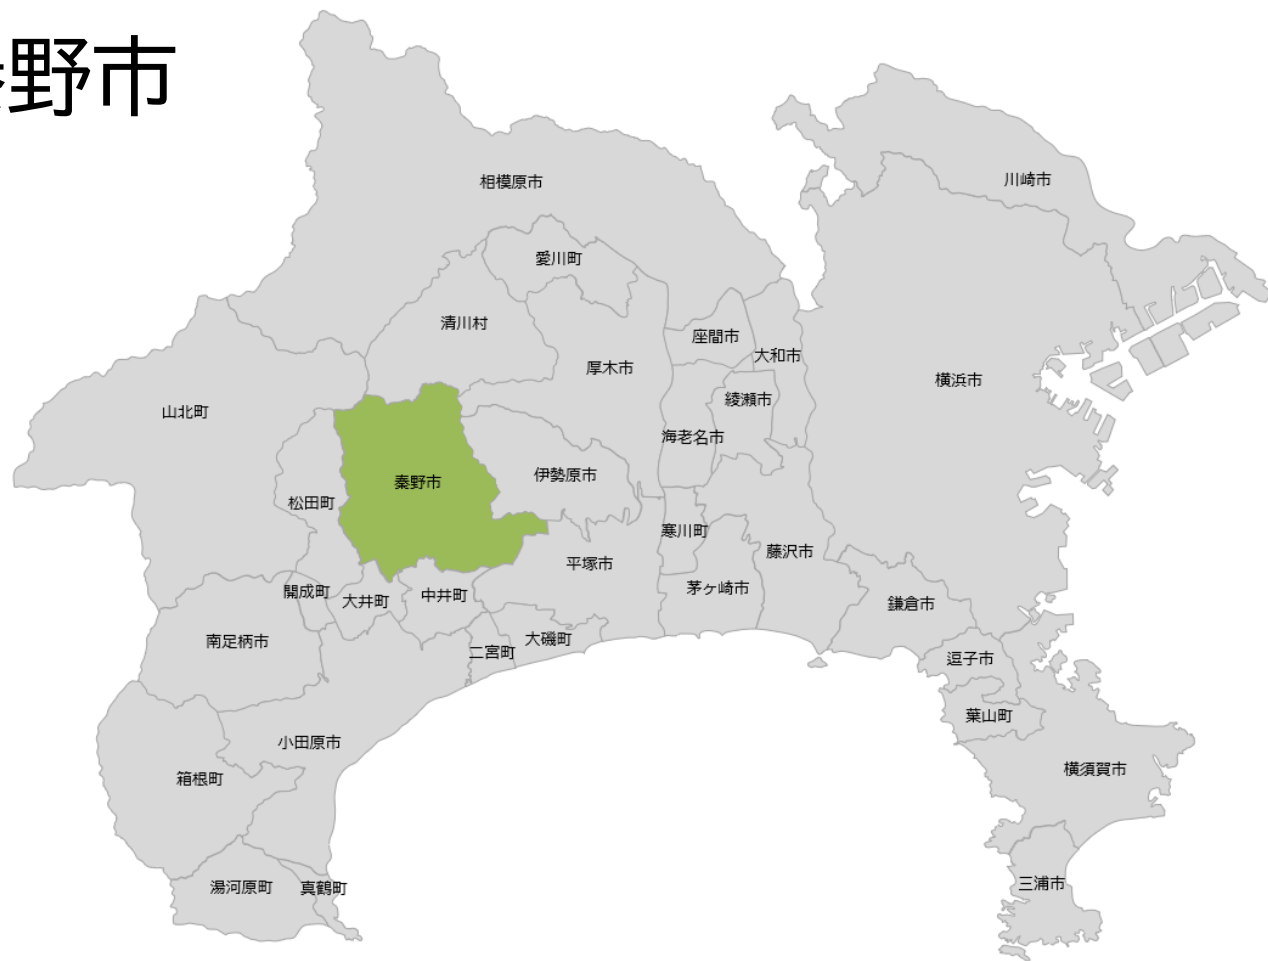 秦野市
相模原市
川崎市
愛川町
清川村
座間市
大和市
厚木市
横浜市
綾瀬市
山北町
海老名市
伊勢原市
秦野市
松田町
寒川町
藤沢市
平塚市
茅ヶ崎市
開成町
大井町
中井町
鎌倉市
南足柄市
大磯町
二宮町
逗子市
葉山町
小田原市
横須賀市
箱根町
三浦市
湯河原町
真鶴町